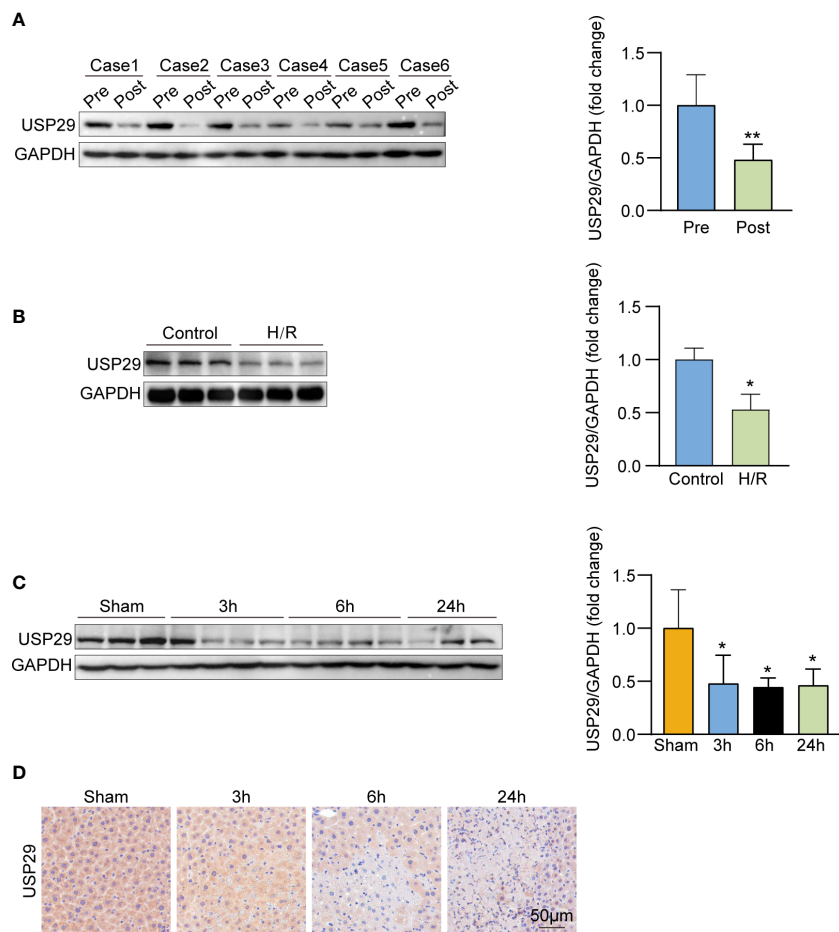 A
Case1 Case2 Case3 Case4 Case5 Case6
Pre Post Pre Post Pre Post Pre Post Pre Post Pre Post
USP29
GAPDH
USP29/GAPDH (fold change)
1.5
1.0
0.5
0.0
**
Pre Post
B
Control H/R
USP29
GAPDH
USP29/GAPDH (fold change)
1.5
1.0
0.5
0.0
*
Control H/R
C
Sham 3h 6h 24h
USP29
GAPDH
USP29/GAPDH (fold change)
1.5
1.0
0.5
0.0
* * *
Sham 3h 6h 24h
D
Sham 3h 6h 24h
USP29
50μm